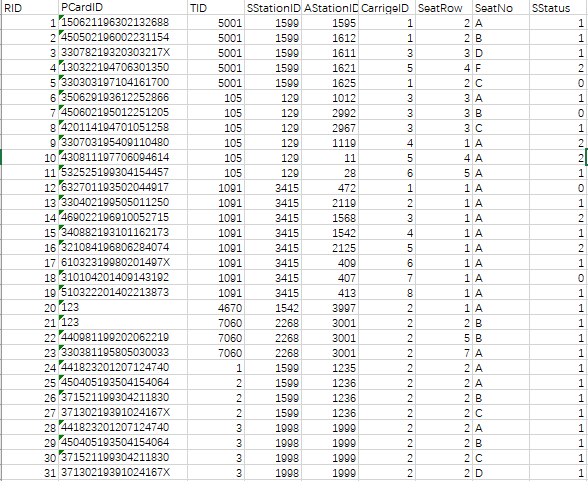 RID PCardID TID SStationID AStationID CarrigeID SeatRow SeatNo SStatus
1 150621196302132688 5001 1599 1595 1 2 A 1
2 450502196002231154 5001 1599 1612 1 2 B 1
3 33078219320303217X 5001 1599 1611 3 3 D 1
4 130322194706301350 5001 1599 1621 5 4 F 2
5 330303197104161700 5001 1599 1625 1 2 C 0
6 350629193612252866 105 129 1012 3 3 A 1
7 450602195012251205 105 129 2992 3 3 B 0
8 420114194701051258 105 129 2967 3 3 C 1
9 330703195409110480 105 129 1119 4 1 A 2
10 430811197706094614 105 129 11 5 4 A 2
11 532525199304154457 105 129 28 6 5 A 1
12 632701193502044917 1091 3415 472 1 1 A 0
13 330402199505011250 1091 3415 2119 2 1 A 1
14 469022196910052715 1091 3415 1568 3 1 A 2
15 340882193101162173 1091 3415 1542 4 1 A 1
16 321084196806284074 1091 3415 2125 5 1 A 2
17 61032319980201497X 1091 3415 409 6 1 A 1
18 310104201409143192 1091 3415 407 7 1 A 0
19 510322201402213873 1091 3415 413 8 1 A 1
20 123 4670 1542 3997 2 1 A 1
21 123 7060 2268 3001 2 2 B 1
22 440981199202062219 7060 2268 3001 2 5 B 1
23 330381195805030033 7060 2268 3001 2 7 A 1
24 441823201207124740 1 1599 1235 2 2 A 1
25 450405193504154064 2 1599 1236 2 2 A 1
26 371521199304211830 2 1599 1236 2 2 B 1
27 37130219391024167X 2 1599 1236 2 2 C 1
28 441823201207124740 3 1998 1999 2 2 A 1
29 450405193504154064 3 1998 1999 2 2 B 1
30 371521199304211830 3 1998 1999 2 2 C 1
31 37130219391024167X 3 1998 1999 2 2 D 1